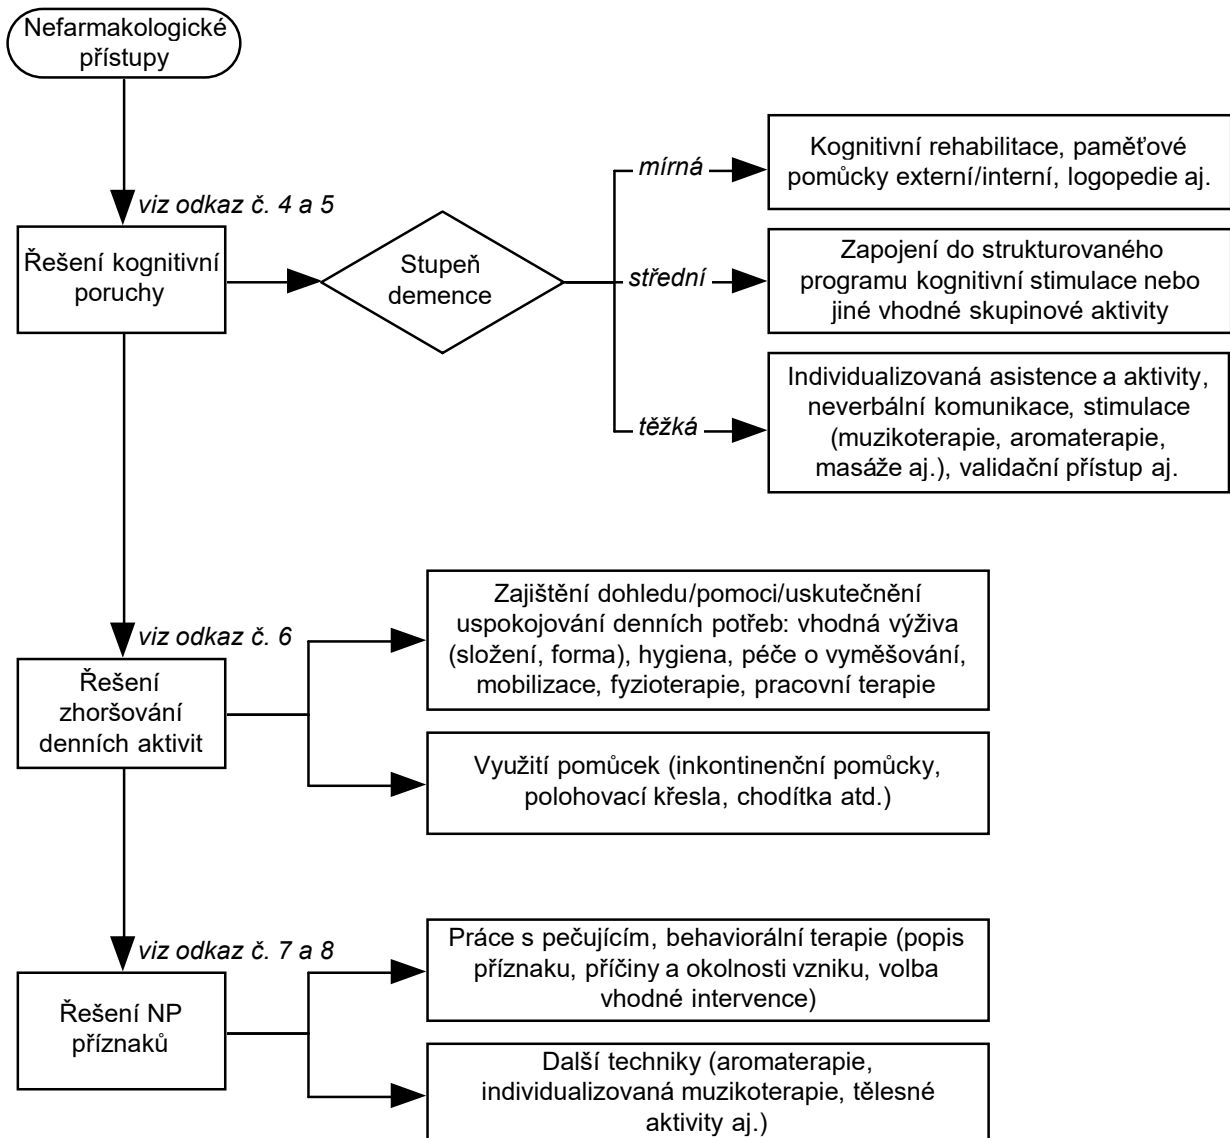 Nefarmakologické
přístupy
viz odkaz č. 4 a 5
Řešení kognitivní
poruchy
Stupeň
demence
mírná
Kognitivní rehabilitace, paměťové
pomůcky externí/interní, logopedie aj.
střední
Zapojení do strukturovaného
programu kognitivní stimulace nebo
jiné vhodné skupinové aktivity
těžká
Individualizovaná asistence a aktivity,
neverbální komunikace, stimulace
(muzikoterapie, aromaterapie,
masáže aj.), validační přístup aj.
viz odkaz č. 6
Řešení
zhoršování
denních aktivit
Zajištění dohledu/pomoci/uskutečnění
uspokojování denních potřeb: vhodná výživa
(složení, forma), hygiena, péče o vyměšování,
mobilizace, fyzioterapie, pracovní terapie
Využití pomůcek (inkontinenční pomůcky,
polohovací křesla, chodítka atd.)
viz odkaz č. 7 a 8
Řešení NP
příznaků
Práce s pečujícím, behaviorální terapie (popis
příznaku, příčiny a okolnosti vzniku, volba
vhodné intervence)
Další techniky (aromaterapie,
individualizovaná muzikoterapie, tělesné
aktivity aj.)